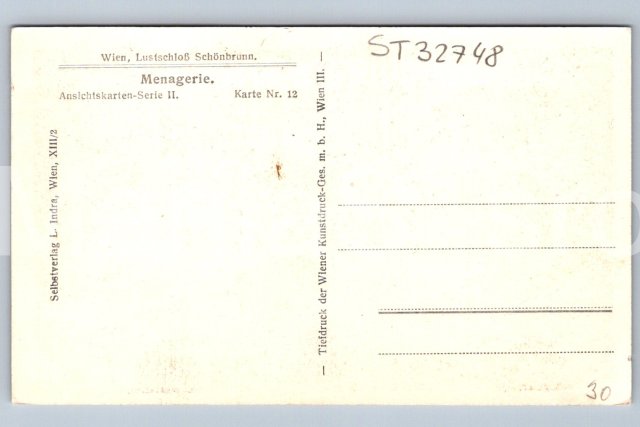 Wien, Lustschloß Schönbrunn.
Menagerie.
Ansichtskarten-Serie II. Karte Nr. 12
Selbstverlag L. Indra, Wien, XIII/2
— Tiefdruck der Wiener Kunstdruck-Ges. m. b. H., Wien III. —
ST32748
30